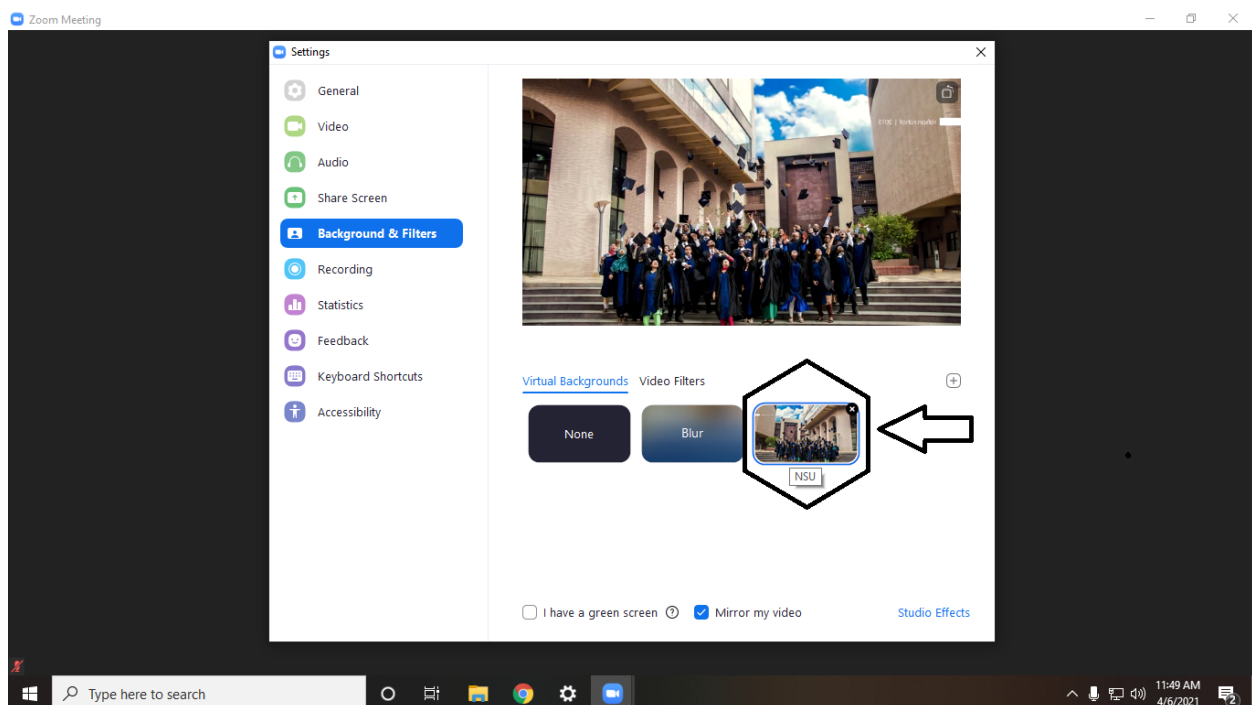 Zoom Meeting
Settings
General
Video
Audio
Share Screen
Background & Filters
Recording
Statistics
Feedback
Keyboard Shortcuts
Accessibility
Virtual Backgrounds Video Filters
None
Blur
NSU
I have a green screen
Mirror my video
Studio Effects
Type here to search
11:49 AM
4/6/2021
2